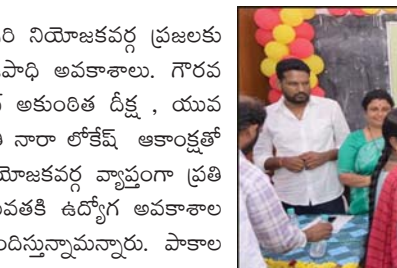 రి నియోజకవర్గ ప్రజలకు
పాధి అవకాశాలు. గౌరవ
అకుంఠిత దీక్ష , యువ
నారా లోకేష్ ఆకాంక్షతో
యోజకవర్గ వ్యాప్తంగా ప్రతి
వతకి ఉద్యోగ అవకాశాల
ందిస్తున్నామన్నారు. పాకాల